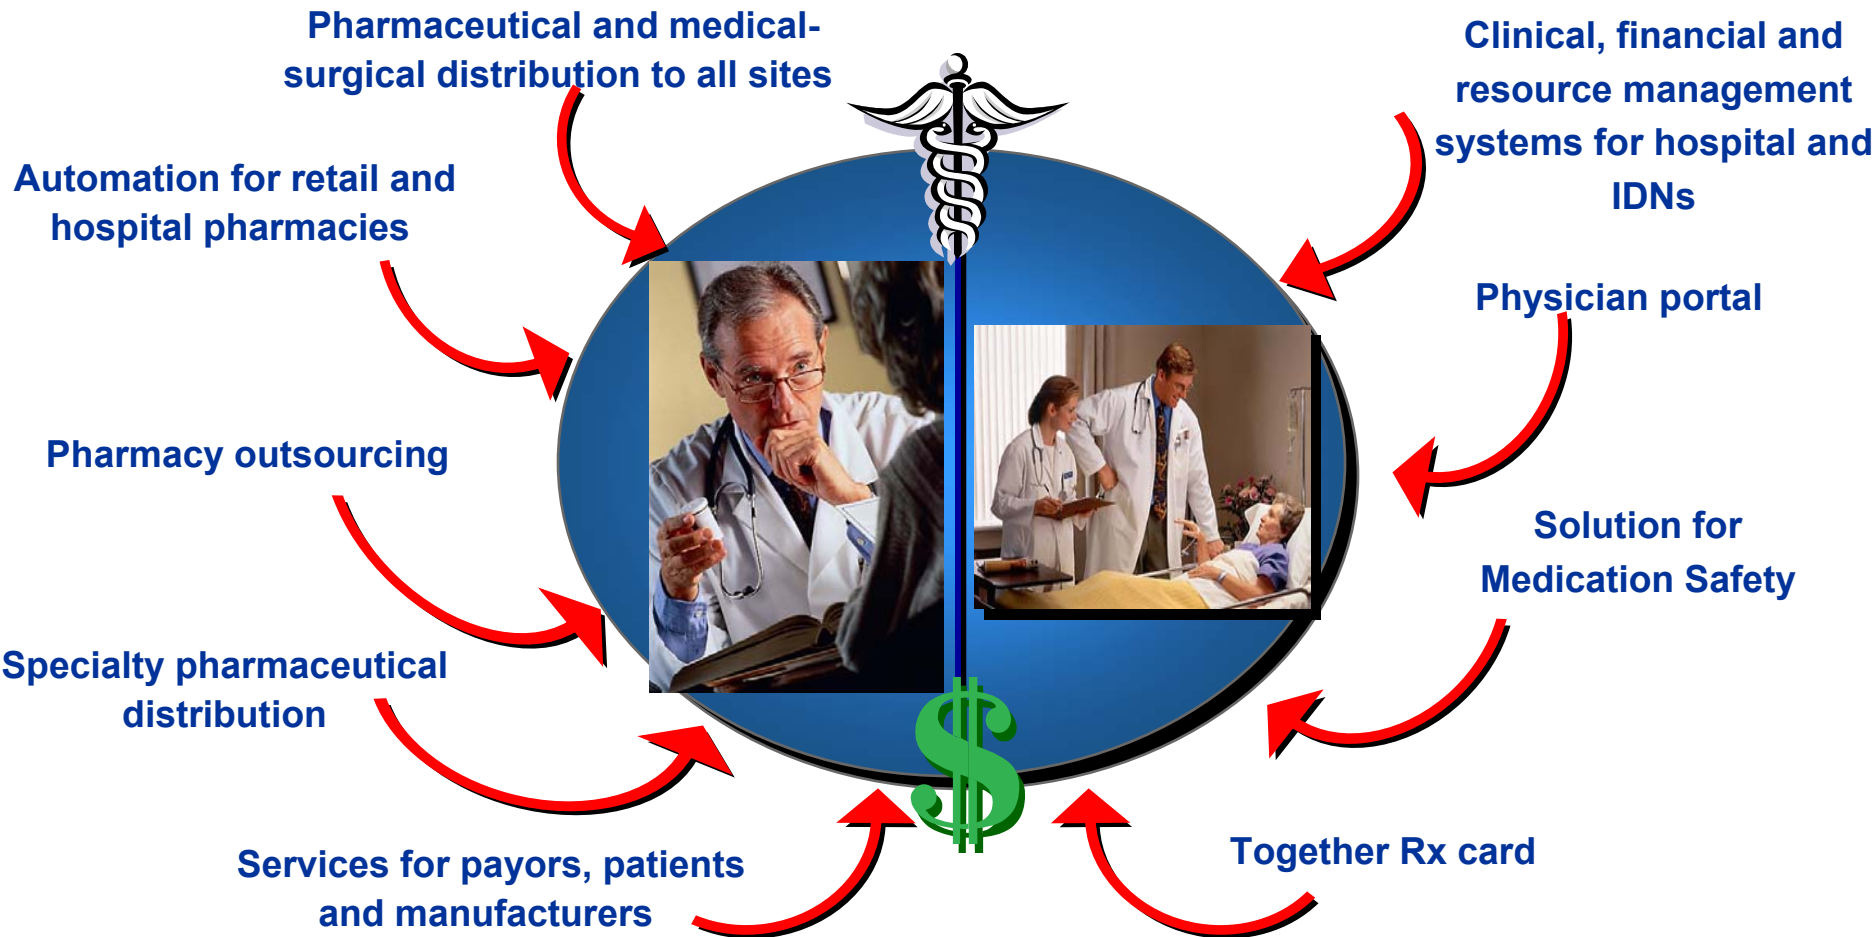 Pharmaceutical and medical-
surgical distribution to all sites
Automation for retail and
hospital pharmacies
Pharmacy outsourcing
Specialty pharmaceutical
distribution
Services for payors, patients
and manufacturers
Clinical, financial and
resource management
systems for hospital and
IDNs
Physician portal
Solution for
Medication Safety
Together Rx card
$